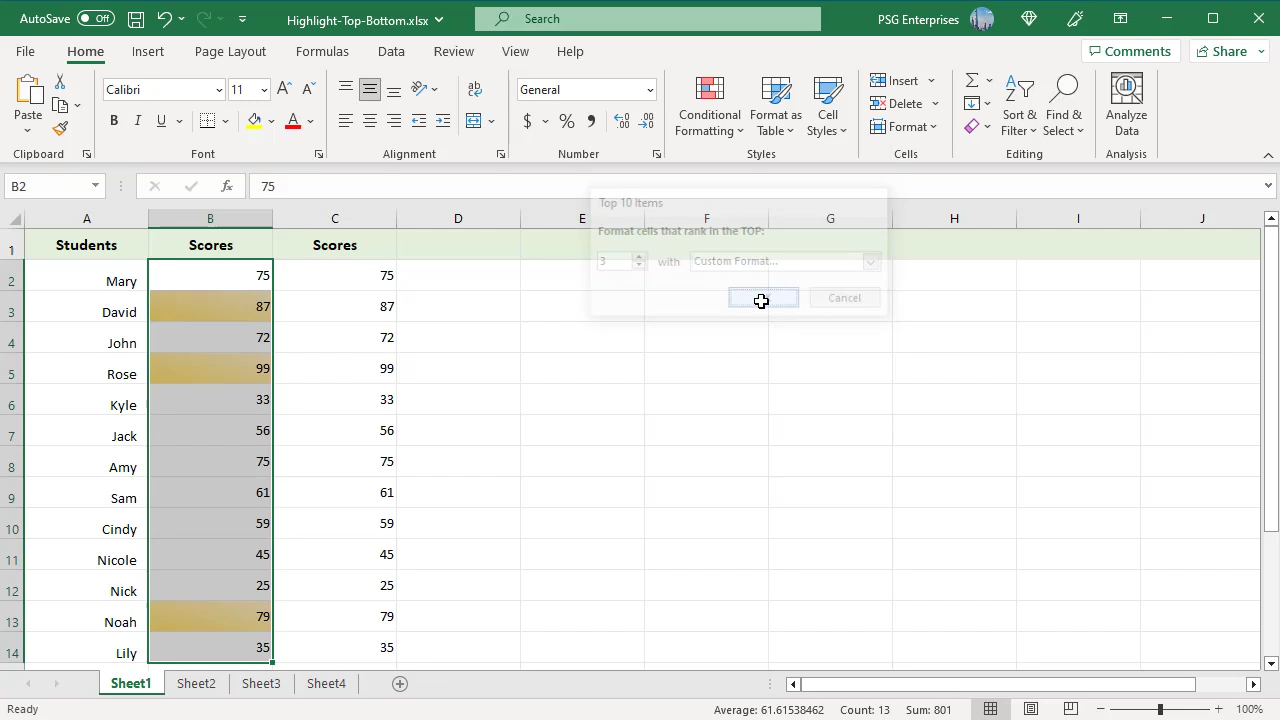 AutoSave Off Highlight-Top-Bottom.xlsx Search PSG Enterprises
File Home Insert Page Layout Formulas Data Review View Help Comments Share
Paste Calibri 11 General Conditional Formatting Format as Table Cell Styles Insert Delete Format Sort & Filter Find & Select Analyze Data
B I U $ %
Clipboard Font Alignment Number Styles Cells Editing Analysis
B2 fx 75
A B C D E F G H I J
Top 10 Items
Format cells that rank in the TOP:
3 with Custom Format...
Cancel
1 Students Scores Scores
2 Mary 75 75
3 David 87 87
4 John 72 72
5 Rose 99 99
6 Kyle 33 33
7 Jack 56 56
8 Amy 75 75
9 Sam 61 61
10 Cindy 59 59
11 Nicole 45 45
12 Nick 25 25
13 Noah 79 79
14 Lily 35 35
Sheet1 Sheet2 Sheet3 Sheet4
Ready Average: 61.61538462 Count: 13 Sum: 801 100%